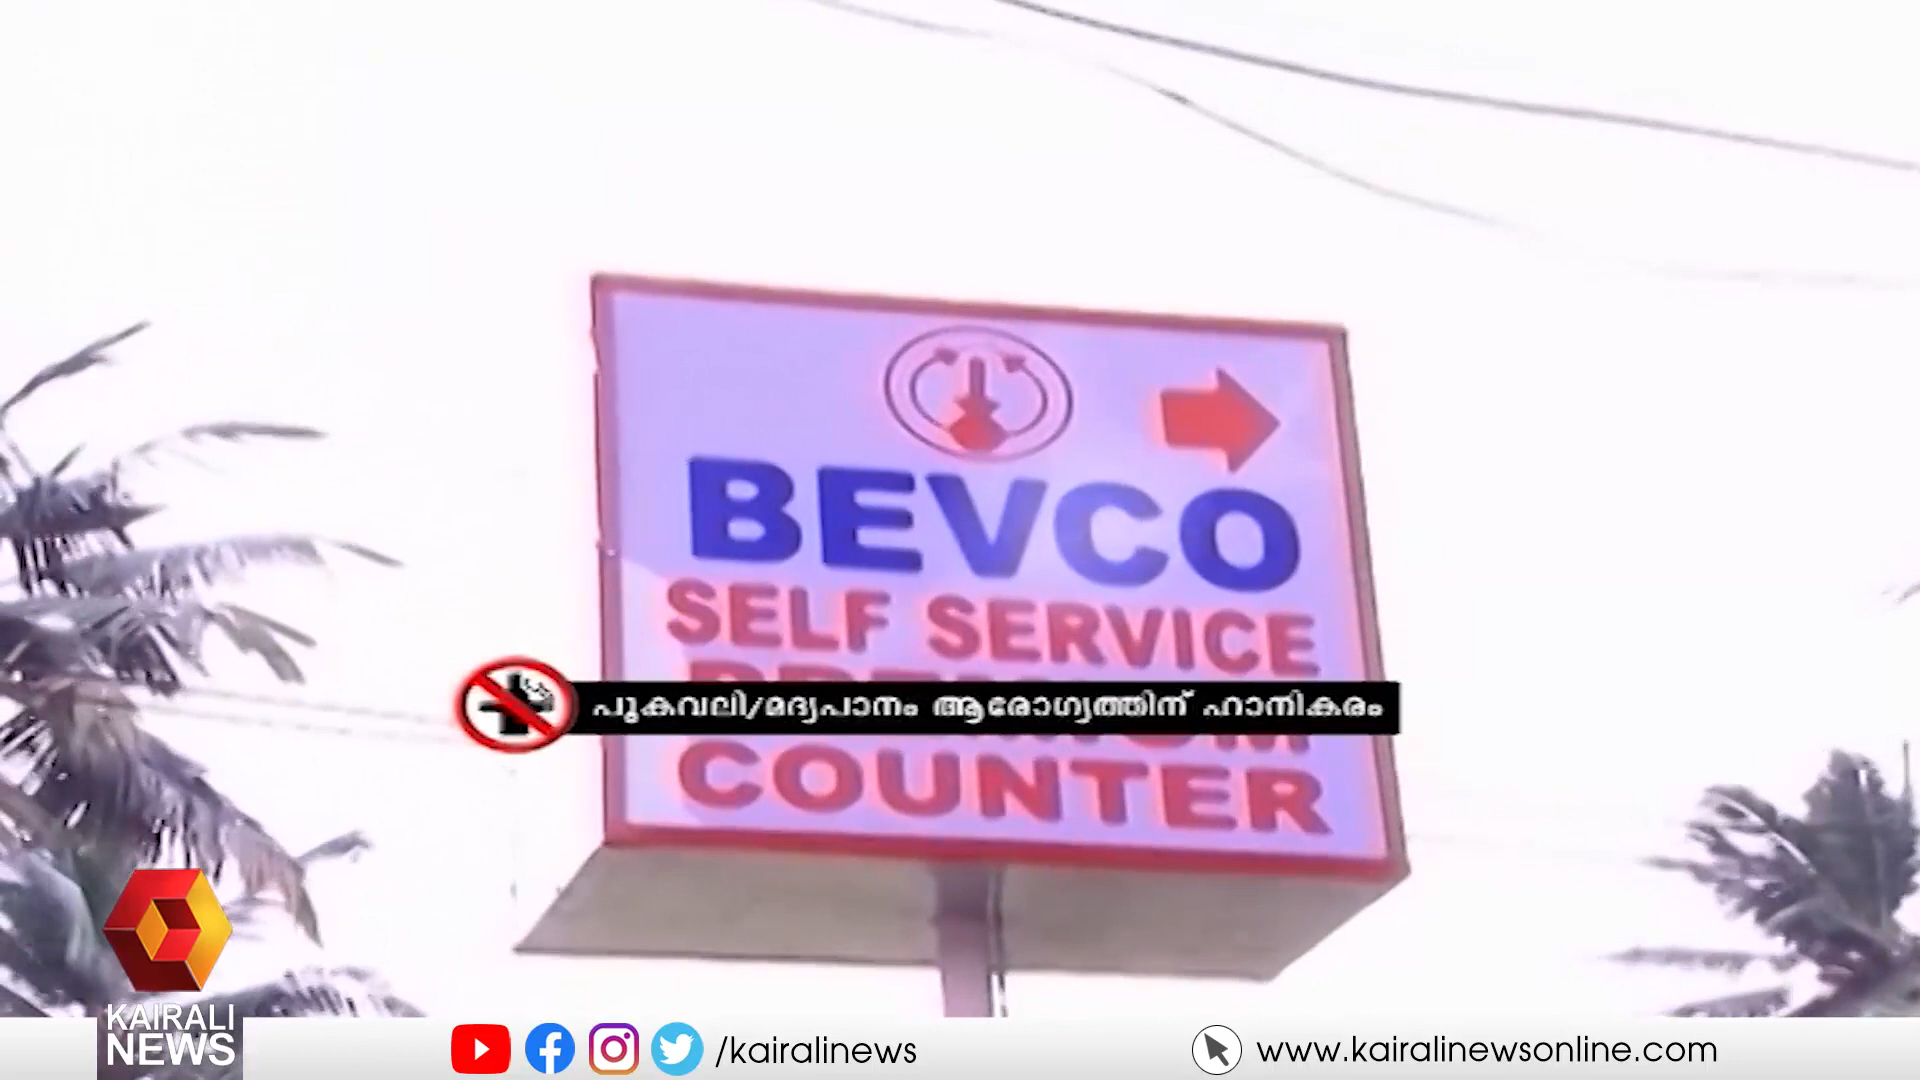 BEVCO
SELF SERVICE
പുകവലി/മദ്യപാനം ആരോഗ്യത്തിന് ഹാനികരം
COUNTER
KAIRALI
NEWS
/kairalinews
www.kairalinewsonline.com